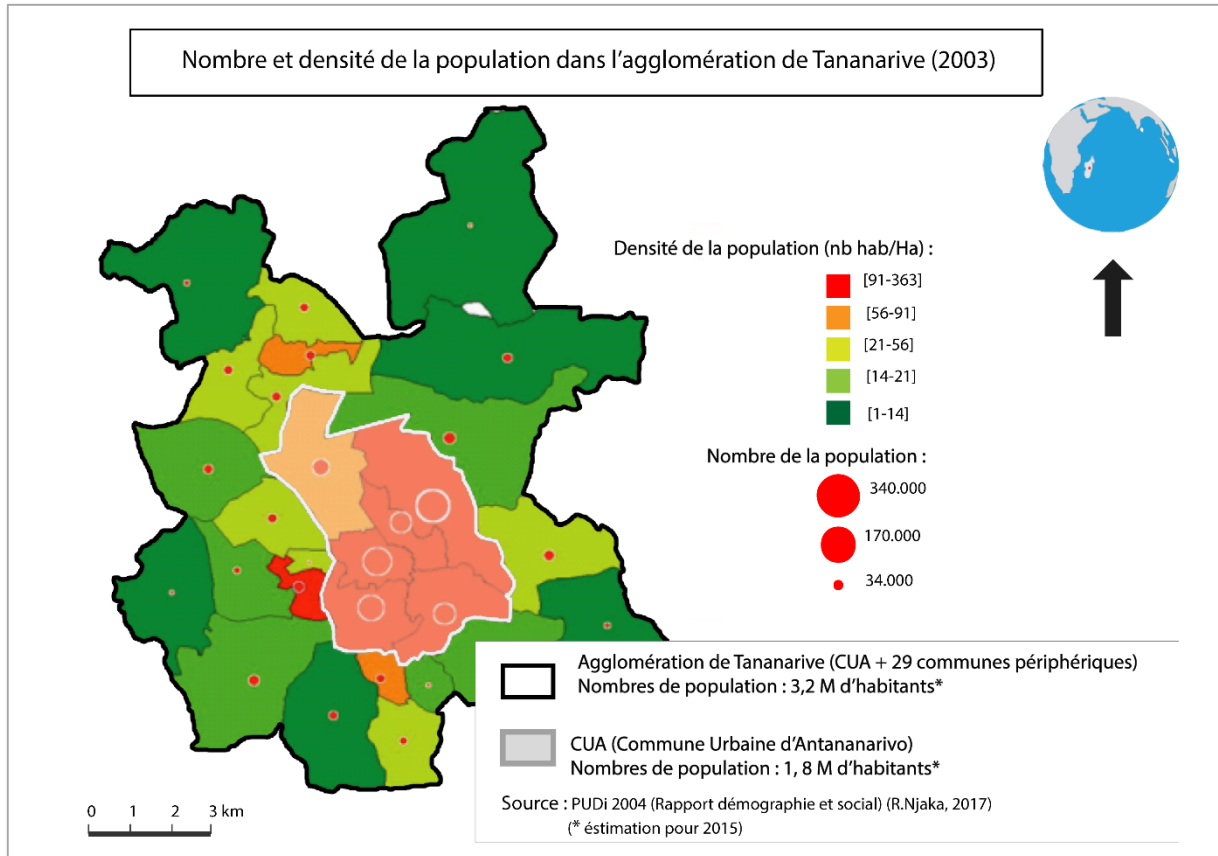 Nombre et densité de la population dans l'agglomération de Tananarive (2003)
Densité de la population (nb hab/Ha) :
[91-363]
[56-91]
[21-56]
[14-21]
[1-14]
Nombre de la population :
340.000
170.000
34.000
Agglomération de Tananarive (CUA + 29 communes périphériques)
Nombres de population : 3,2 M d'habitants*
CUA (Commune Urbaine d'Antananarivo)
Nombres de population : 1, 8 M d'habitants*
Source : PUDi 2004 (Rapport démographie et social) (R.Njaka, 2017)
(* éstimation pour 2015)
0 1 2 3 km